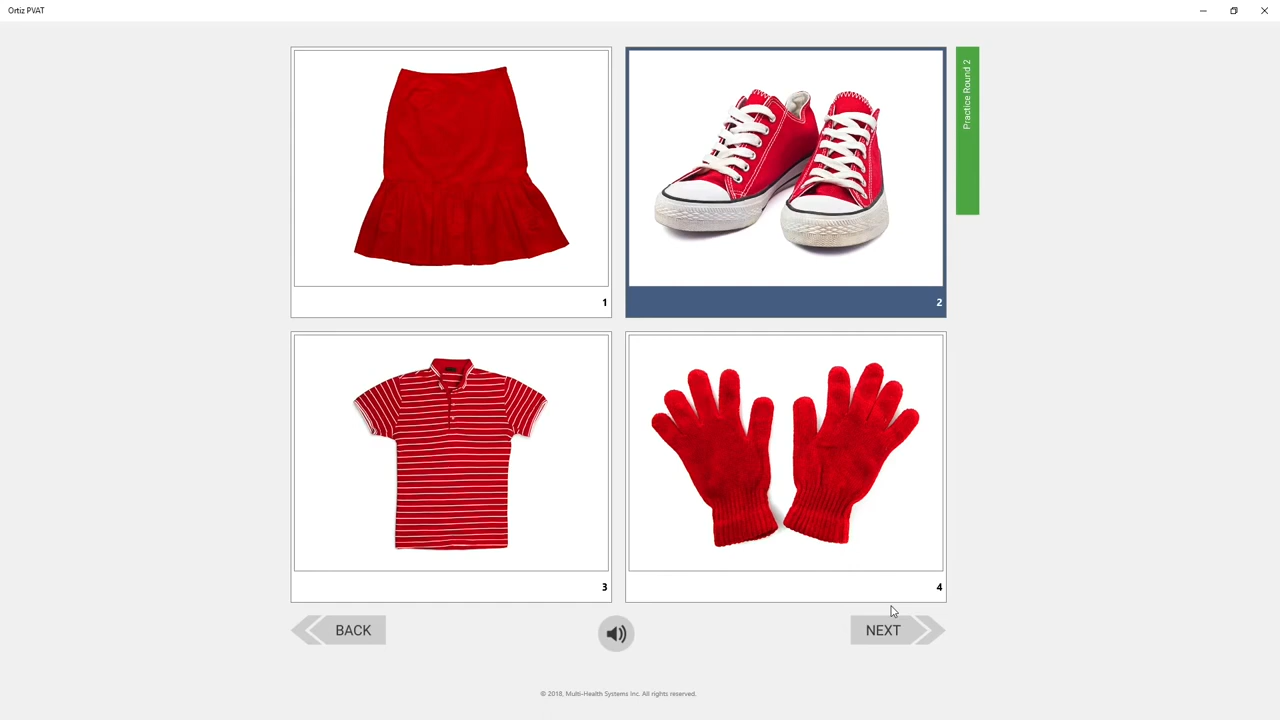 Ortiz PVAT
1
2
Practice Round 2
3
4
BACK
NEXT
© 2018, Multi-Health Systems Inc. All rights reserved.